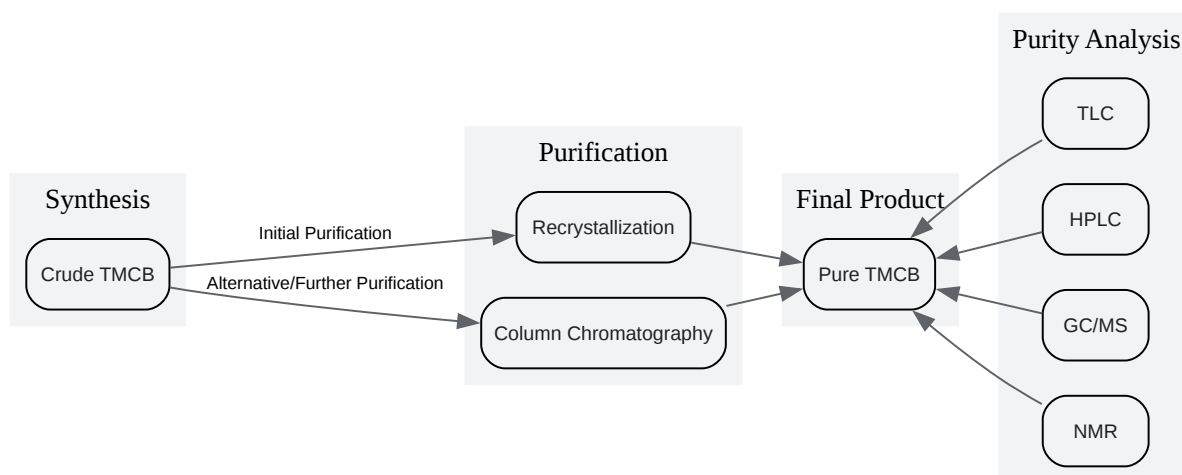 Synthesis
Crude TMCB
Initial Purification
Alternative/Further Purification
Purification
Recrystallization
Column Chromatography
Final Product
Pure TMCB
Purity Analysis
TLC
HPLC
GC/MS
NMR